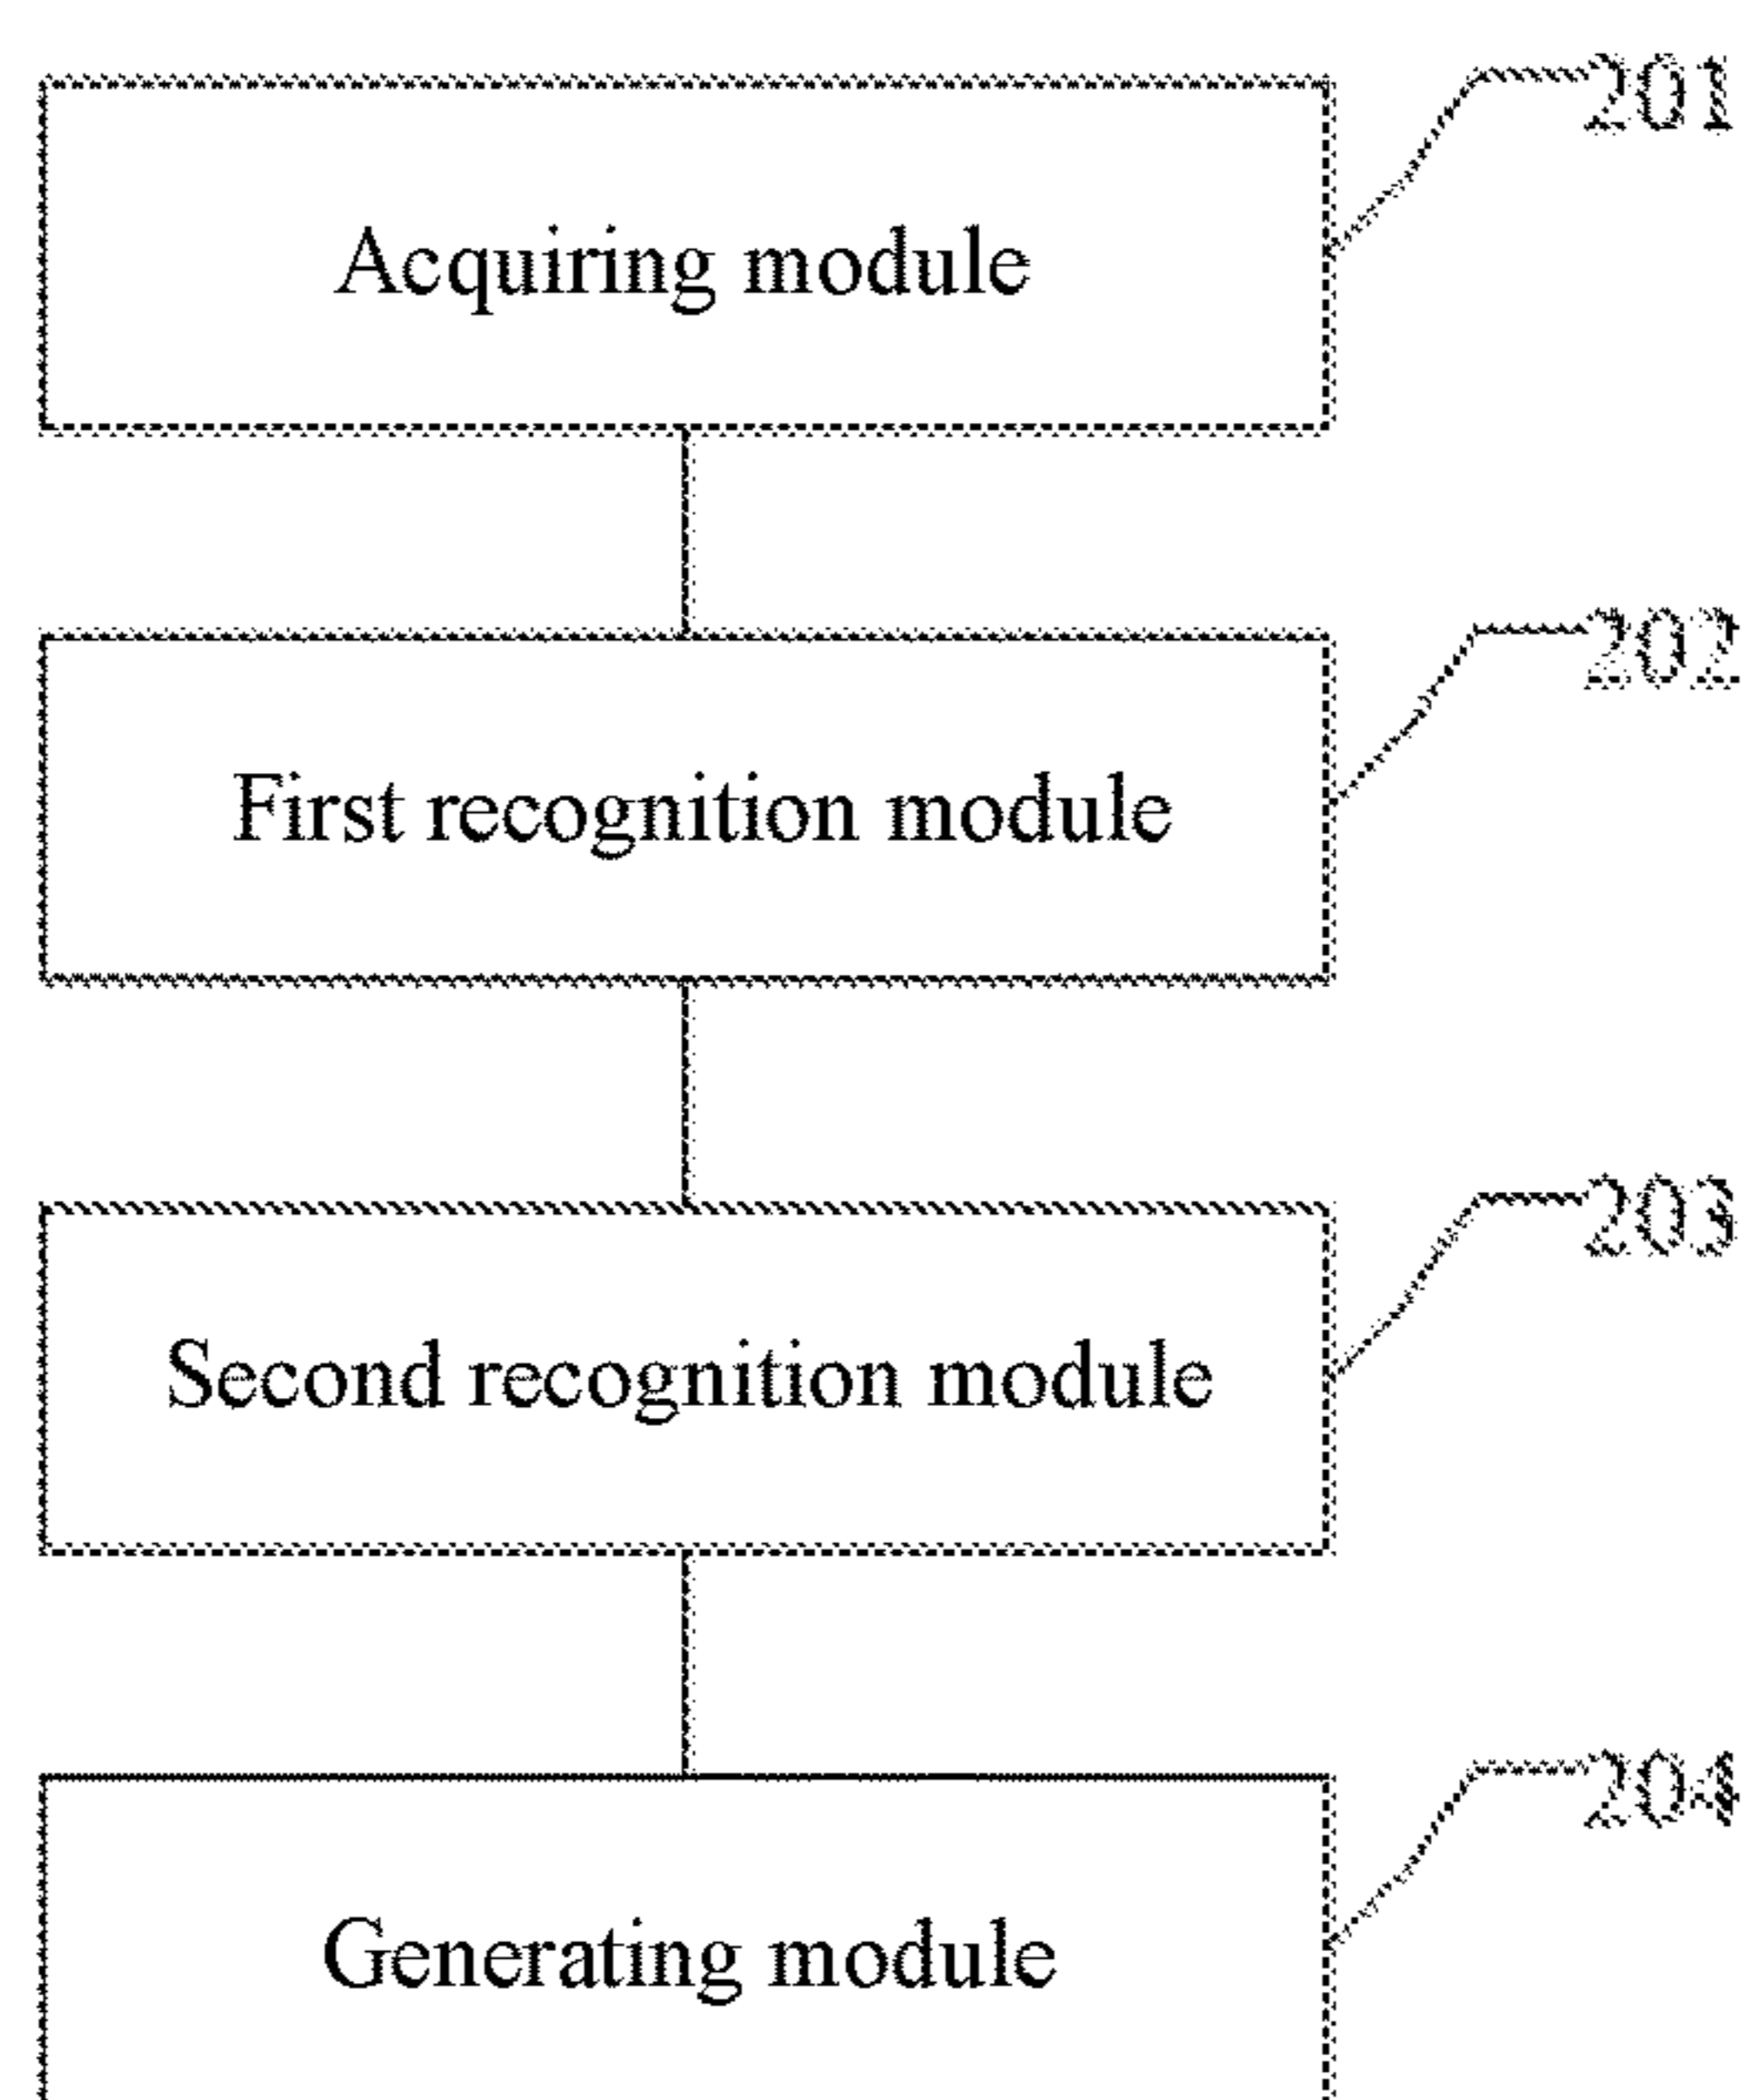 201
Acquiring module
202
First recognition module
203
Second recognition module
204
Generating module